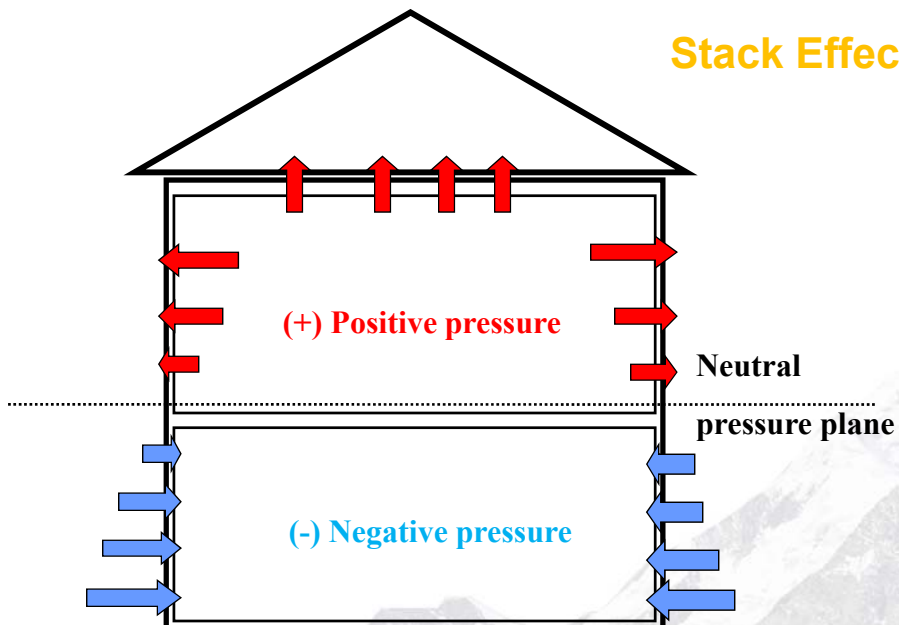 Stack Effec
(+) Positive pressure
Neutral
pressure plane
(-) Negative pressure